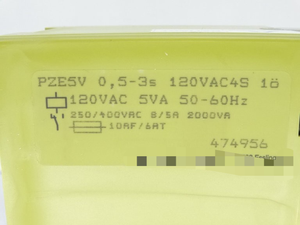 PZE5V 0,5-3s 120VAC4S 1ö
120VAC 5VA 50-60Hz
250/400VAC 8/5A 2000VA
10AF/6AT
474956